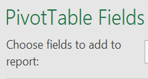 PivotTable Fields
Choose fields to add to
report: